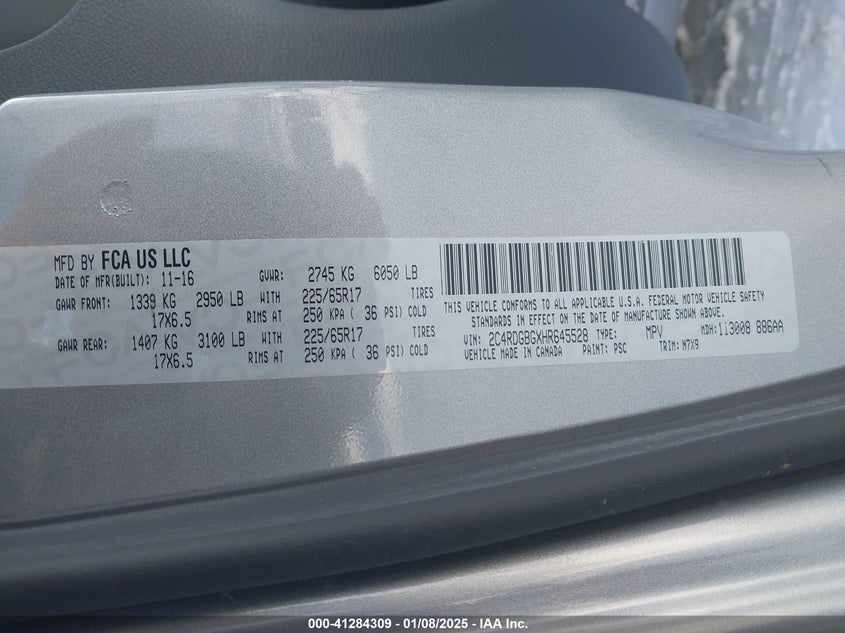 MFD BY FCA US LLC
DATE OF MFR(BUILT): 11-16 GVWR: 2745 KG 6050 LB
GAWR FRONT: 1339 KG 2950 LB WITH 225/65R17 TIRES
17X6.5 RIMS AT 250 KPA ( 36 PSI) COLD
GAWR REAR: 1407 KG 3100 LB WITH 225/65R17 TIRES
17X6.5 RIMS AT 250 KPA ( 36 PSI) COLD
THIS VEHICLE CONFORMS TO ALL APPLICABLE U.S.A. FEDERAL MOTOR VEHICLE SAFETY
STANDARDS IN EFFECT ON THE DATE OF MANUFACTURE SHOWN ABOVE.
VIN: 2C4RDGBGXHR645528 TYPE: MPV MDH: 113008 886AA
VEHICLE MADE IN CANADA PAINT: PSC TRIM: M7X9
000-41284309 - 01/08/2025 - IAA Inc.